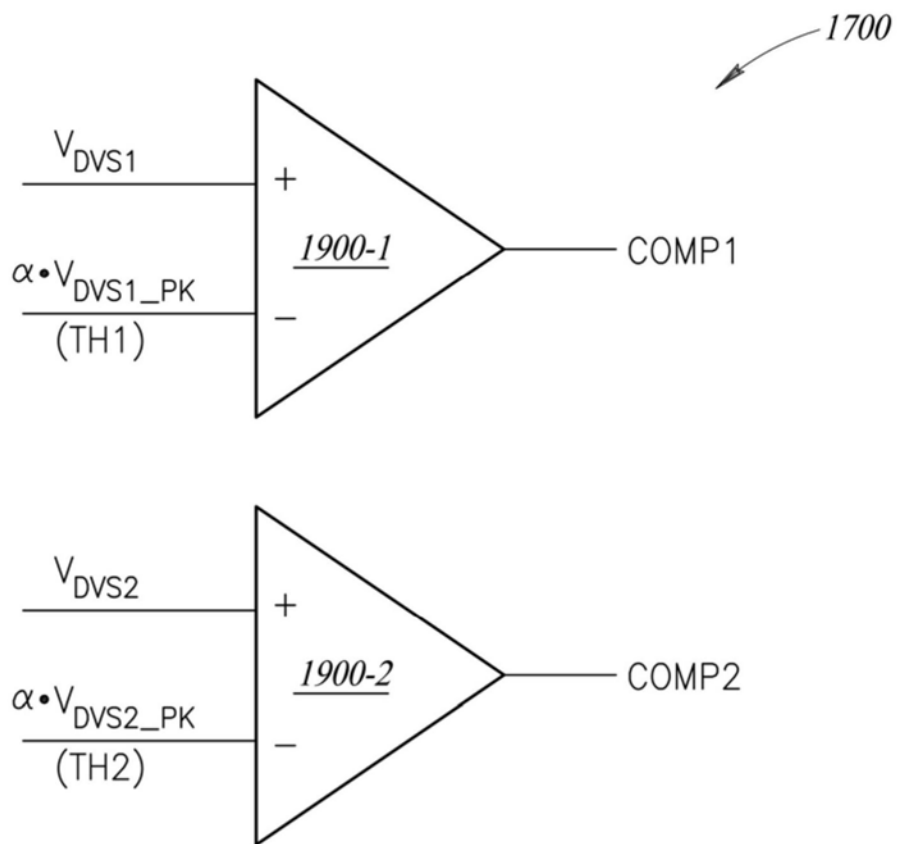 1700
V_DVS1
+
1900-1
COMP1
α•V_DVS1_PK
(TH1)
−
V_DVS2
+
1900-2
COMP2
α•V_DVS2_PK
(TH2)
−